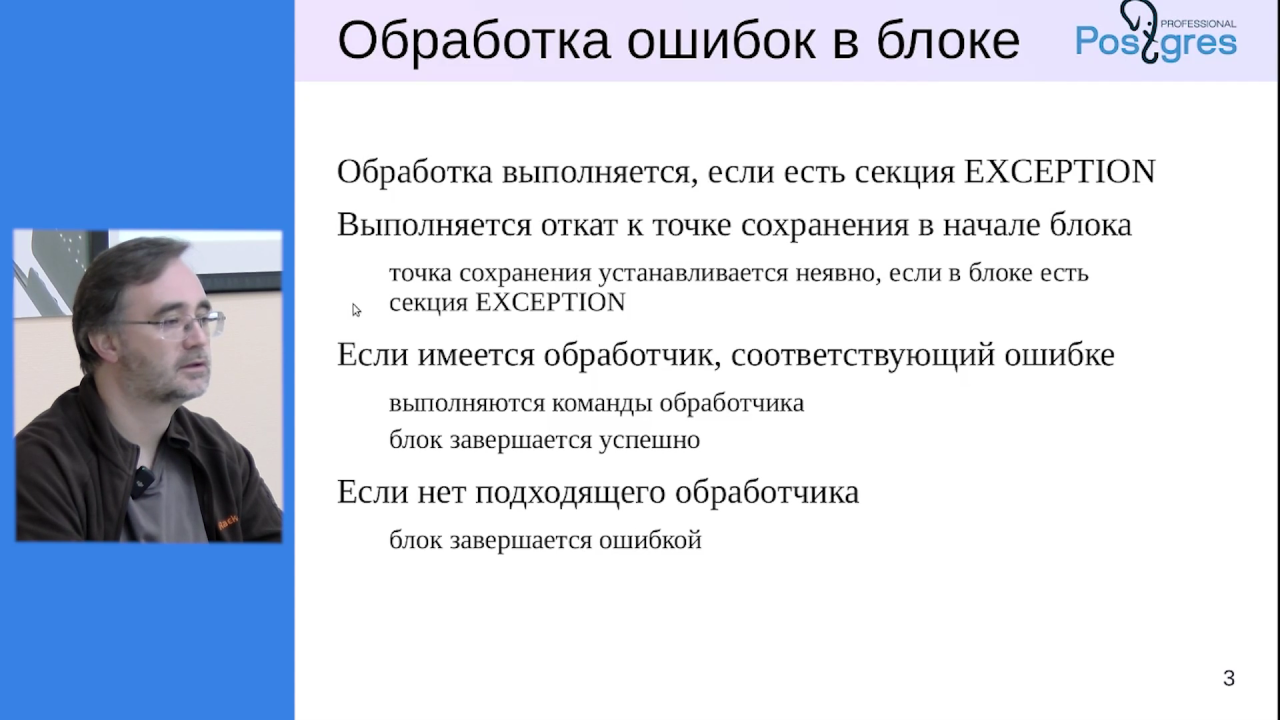 Обработка ошибок в блоке
PROFESSIONAL
Postgres
Обработка выполняется, если есть секция EXCEPTION
Выполняется откат к точке сохранения в начале блока
точка сохранения устанавливается неявно, если в блоке есть
секция EXCEPTION
Если имеется обработчик, соответствующий ошибке
выполняются команды обработчика
блок завершается успешно
Если нет подходящего обработчика
блок завершается ошибкой
3